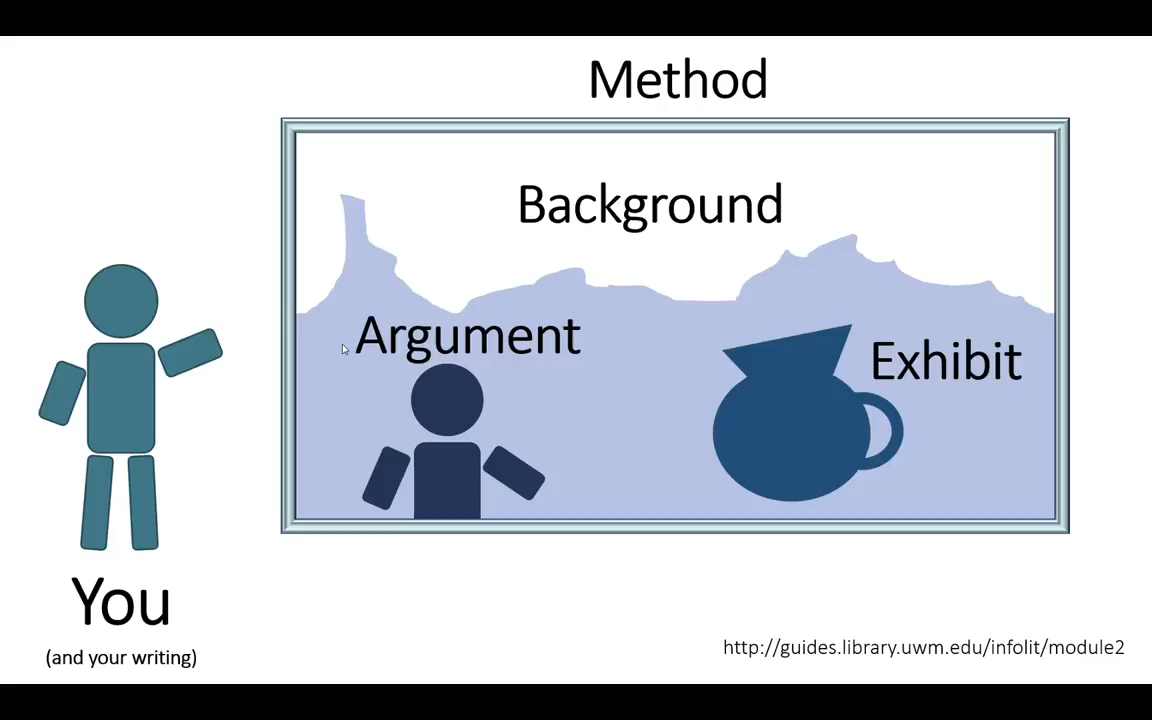 Method
Background
Argument
Exhibit
You
(and your writing)
http://guides.library.uwm.edu/infolit/module2